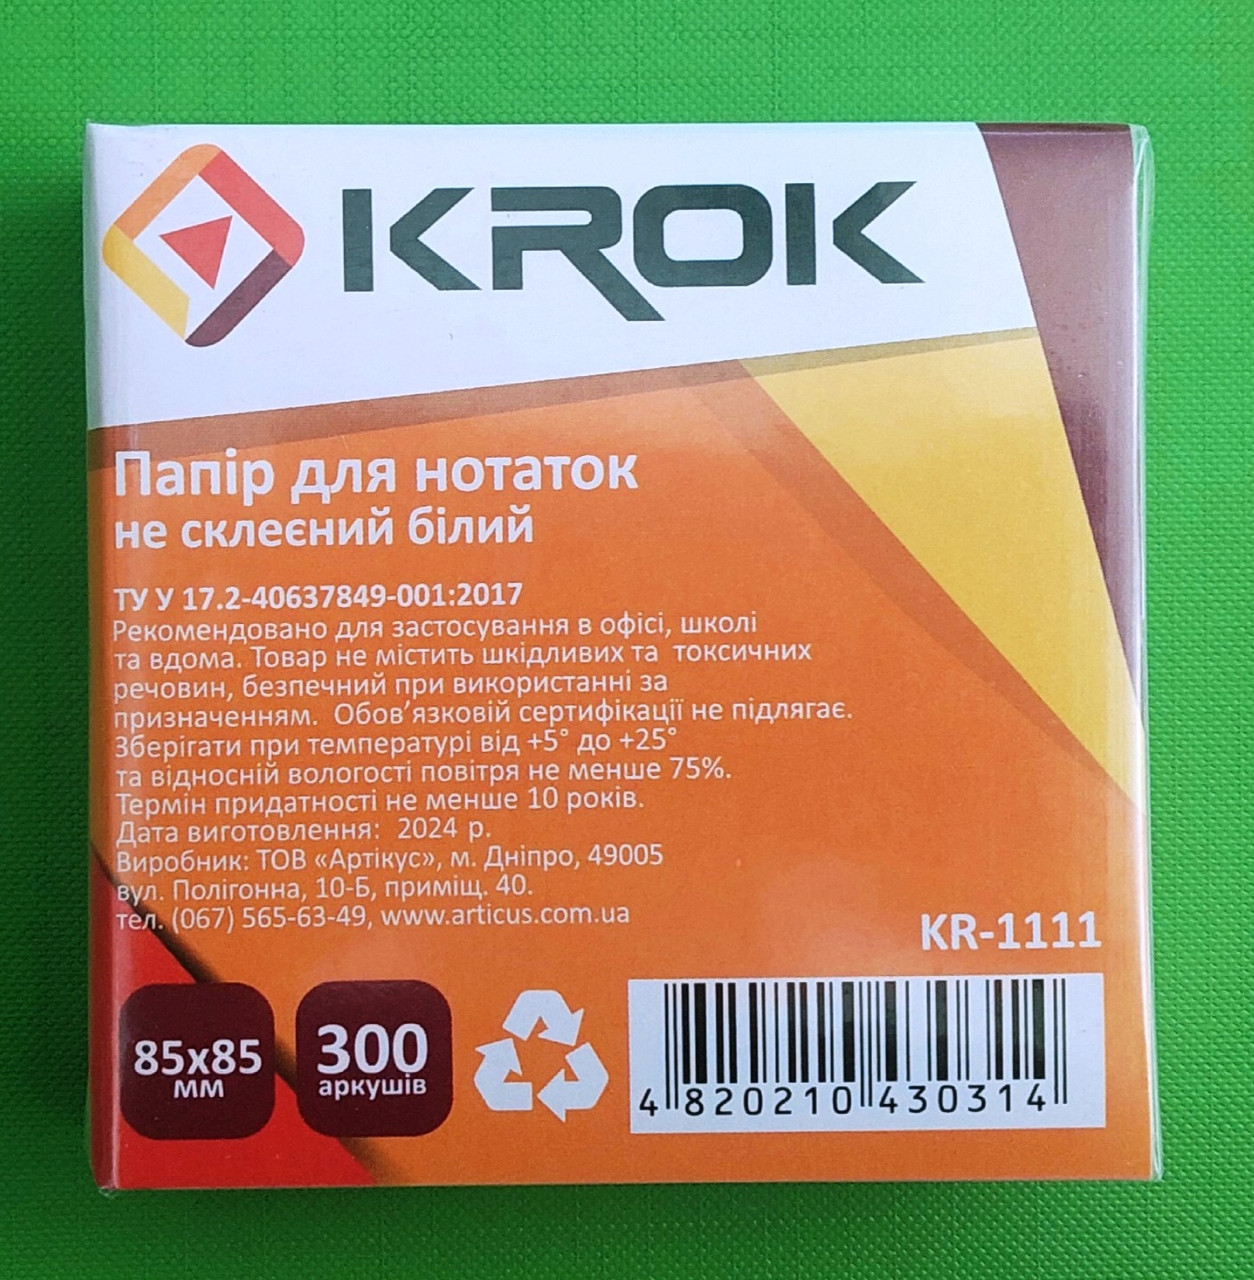 KROK
Папір для нотаток
не склеєний білий
ТУ У 17.2-40637849-001:2017
Рекомендовано для застосування в офісі, школі
та вдома. Товар не містить шкідливих та токсичних
речовин, безпечний при використанні за
призначенням. Обов’язковій сертифікації не підлягає.
Зберігати при температурі від +5° до +25°
та відносній вологості повітря не менше 75%.
Термін придатності не менше 10 років.
Дата виготовлення: 2024 р.
Виробник: ТОВ «Артікус», м. Дніпро, 49005
вул. Полігонна, 10-Б, приміщ. 40.
тел. (067) 565-63-49, www.articus.com.ua
KR-1111
85x85
мм
300
аркушів
4 820210 430314